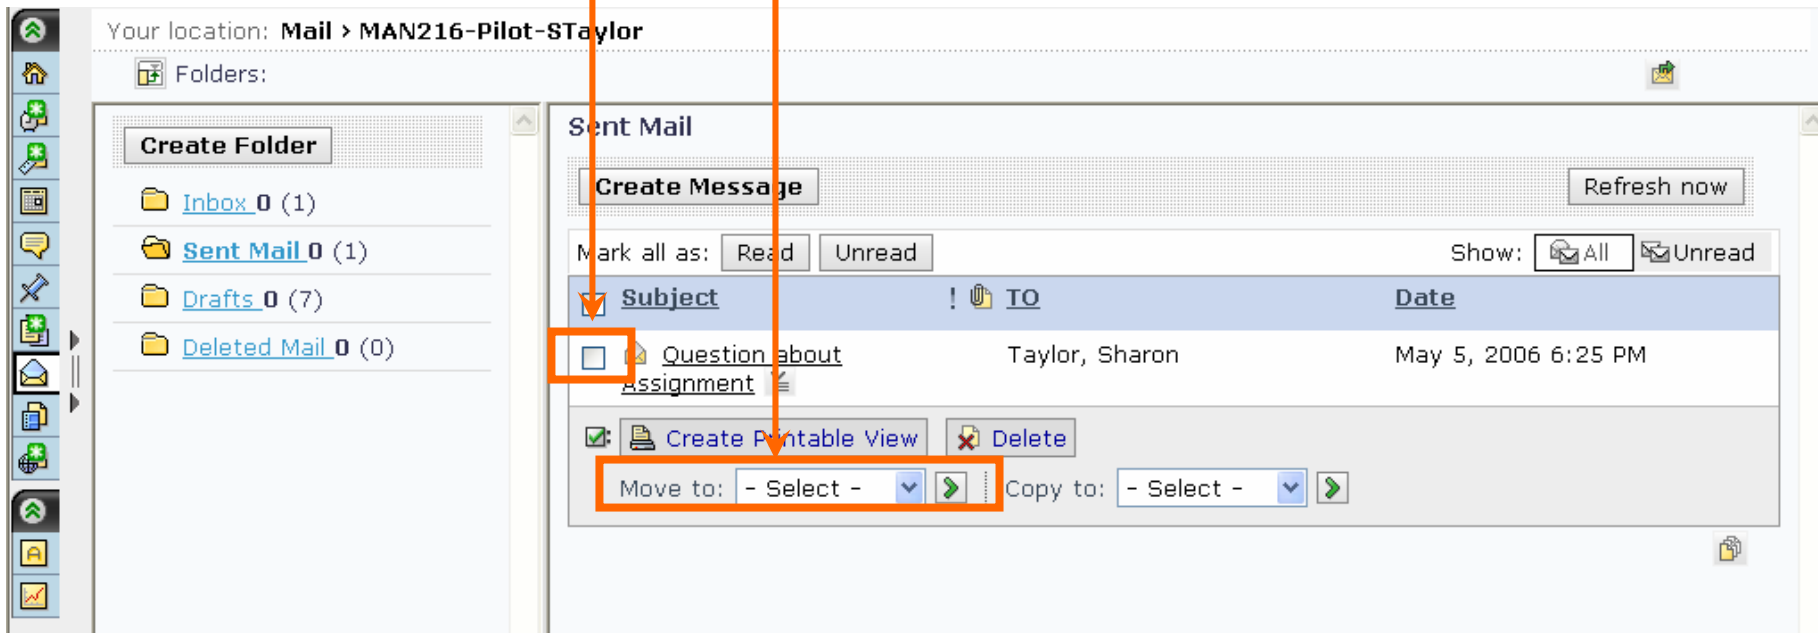 Your location: Mail > MAN216-Pilot-STaylor
Folders:
Create Folder
Inbox 0 (1)
Sent Mail 0 (1)
Drafts 0 (7)
Deleted Mail 0 (0)
Sent Mail
Create Message
Refresh now
Mark all as: Read Unread
Show: All Unread
Subject ! TO Date
Question about Taylor, Sharon May 5, 2006 6:25 PM
Assignment
: Create Printable View Delete
Move to: - Select - Copy to: - Select -